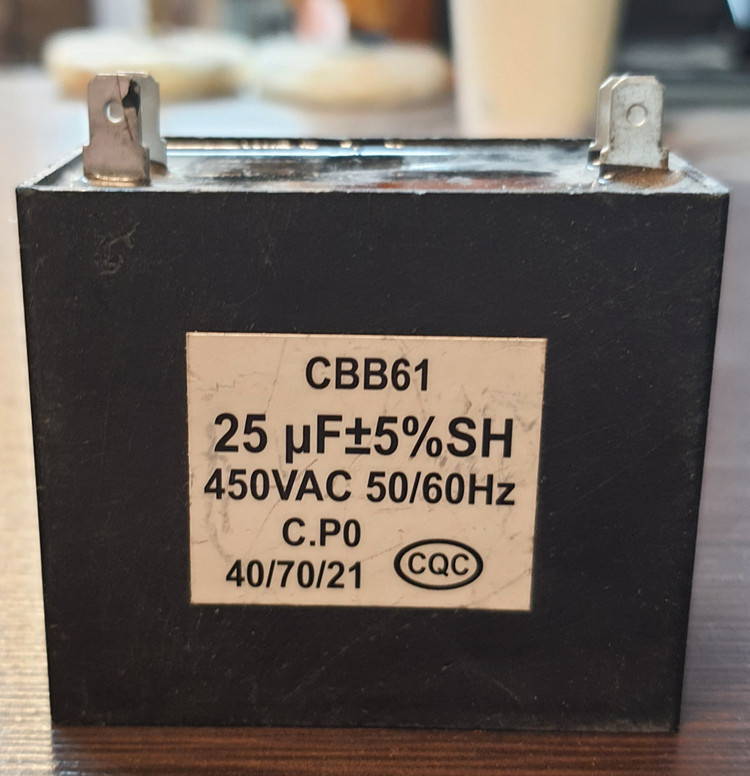 CBB61
25 µF±5%SH
450VAC 50/60Hz
C.P0
40/70/21 CQC